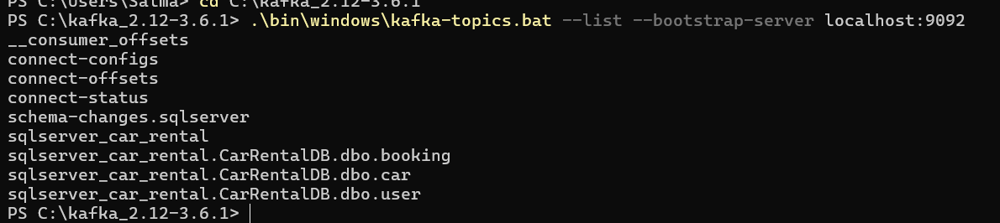 PS C:\Users\Salma> cd C:\kafka_2.12-3.6.1
PS C:\kafka_2.12-3.6.1> .\bin\windows\kafka-topics.bat --list --bootstrap-server localhost:9092
__consumer_offsets
connect-configs
connect-offsets
connect-status
schema-changes.sqlserver
sqlserver_car_rental
sqlserver_car_rental.CarRentalDB.dbo.booking
sqlserver_car_rental.CarRentalDB.dbo.car
sqlserver_car_rental.CarRentalDB.dbo.user
PS C:\kafka_2.12-3.6.1>